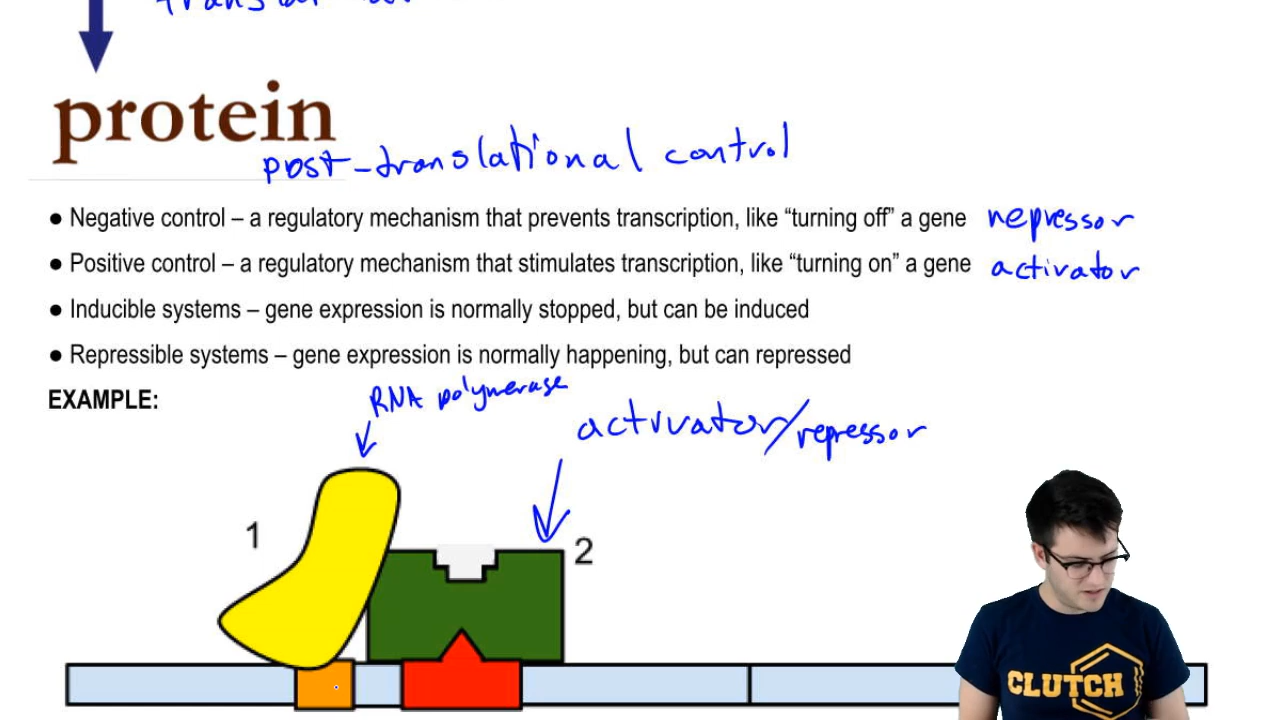 protein
post-translational control
● Negative control – a regulatory mechanism that prevents transcription, like “turning off” a gene repressor
● Positive control – a regulatory mechanism that stimulates transcription, like “turning on” a gene activator
● Inducible systems – gene expression is normally stopped, but can be induced
● Repressible systems – gene expression is normally happening, but can repressed
EXAMPLE:
RNA polymerase
activator/repressor
1
2
CLUTCH